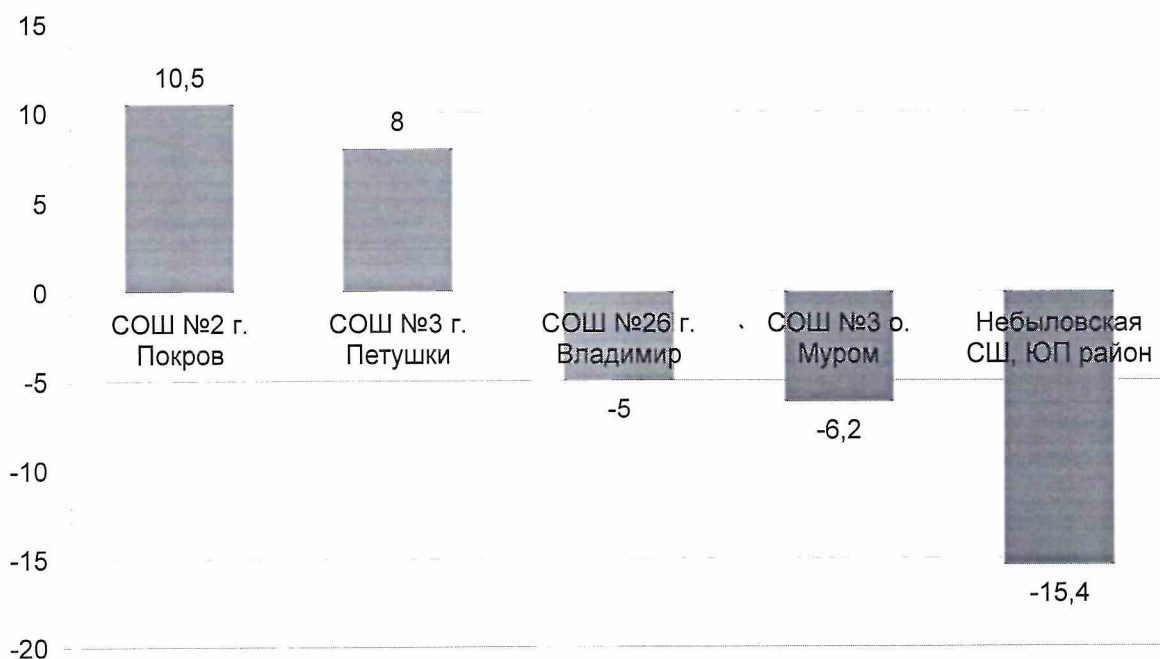 15
10,5
10
8
5
0
СОШ №2 г.
Покров
СОШ №3 г.
Петушки
СОШ №26 г.
Владимир
СОШ №3 о.
Муром
Небыловская
СШ, ЮП район
-5
-5
-6,2
-10
-15
-15,4
-20